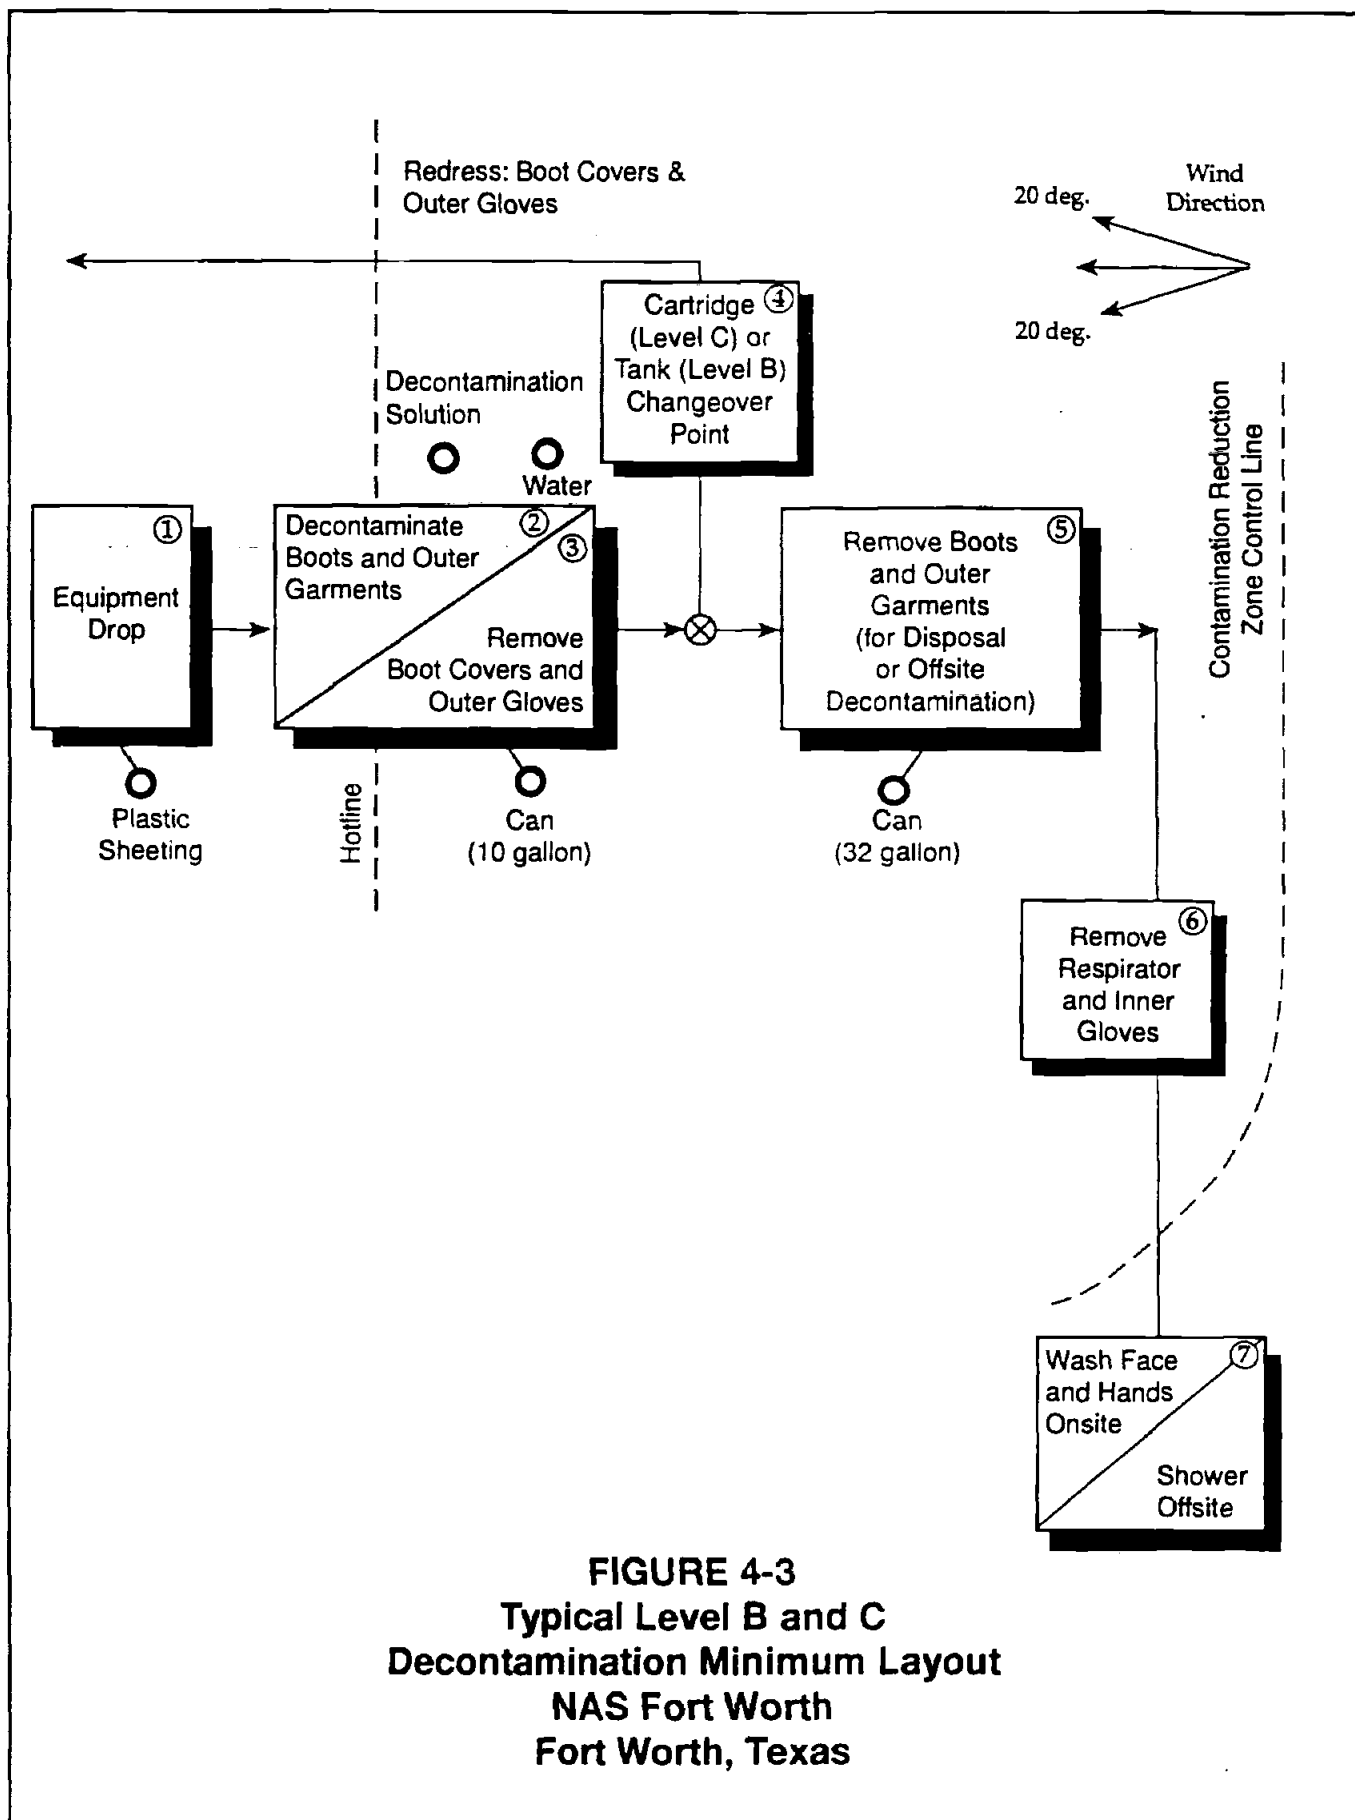 Redress: Boot Covers &
Outer Gloves
Wind
Direction
20 deg.
20 deg.
④
Cartridge
(Level C) or
Tank (Level B)
Changeover
Point
Decontamination
Solution
Water
Contamination Reduction
Zone Control Line
①
Equipment
Drop
②
Decontaminate
Boots and Outer
Garments
③
Remove
Boot Covers and
Outer Gloves
⑤
Remove Boots
and Outer
Garments
(for Disposal
or Offsite
Decontamination)
Plastic
Sheeting
Hotline
Can
(10 gallon)
Can
(32 gallon)
⑥
Remove
Respirator
and Inner
Gloves
⑦
Wash Face
and Hands
Onsite
Shower
Offsite
FIGURE 4-3
Typical Level B and C
Decontamination Minimum Layout
NAS Fort Worth
Fort Worth, Texas